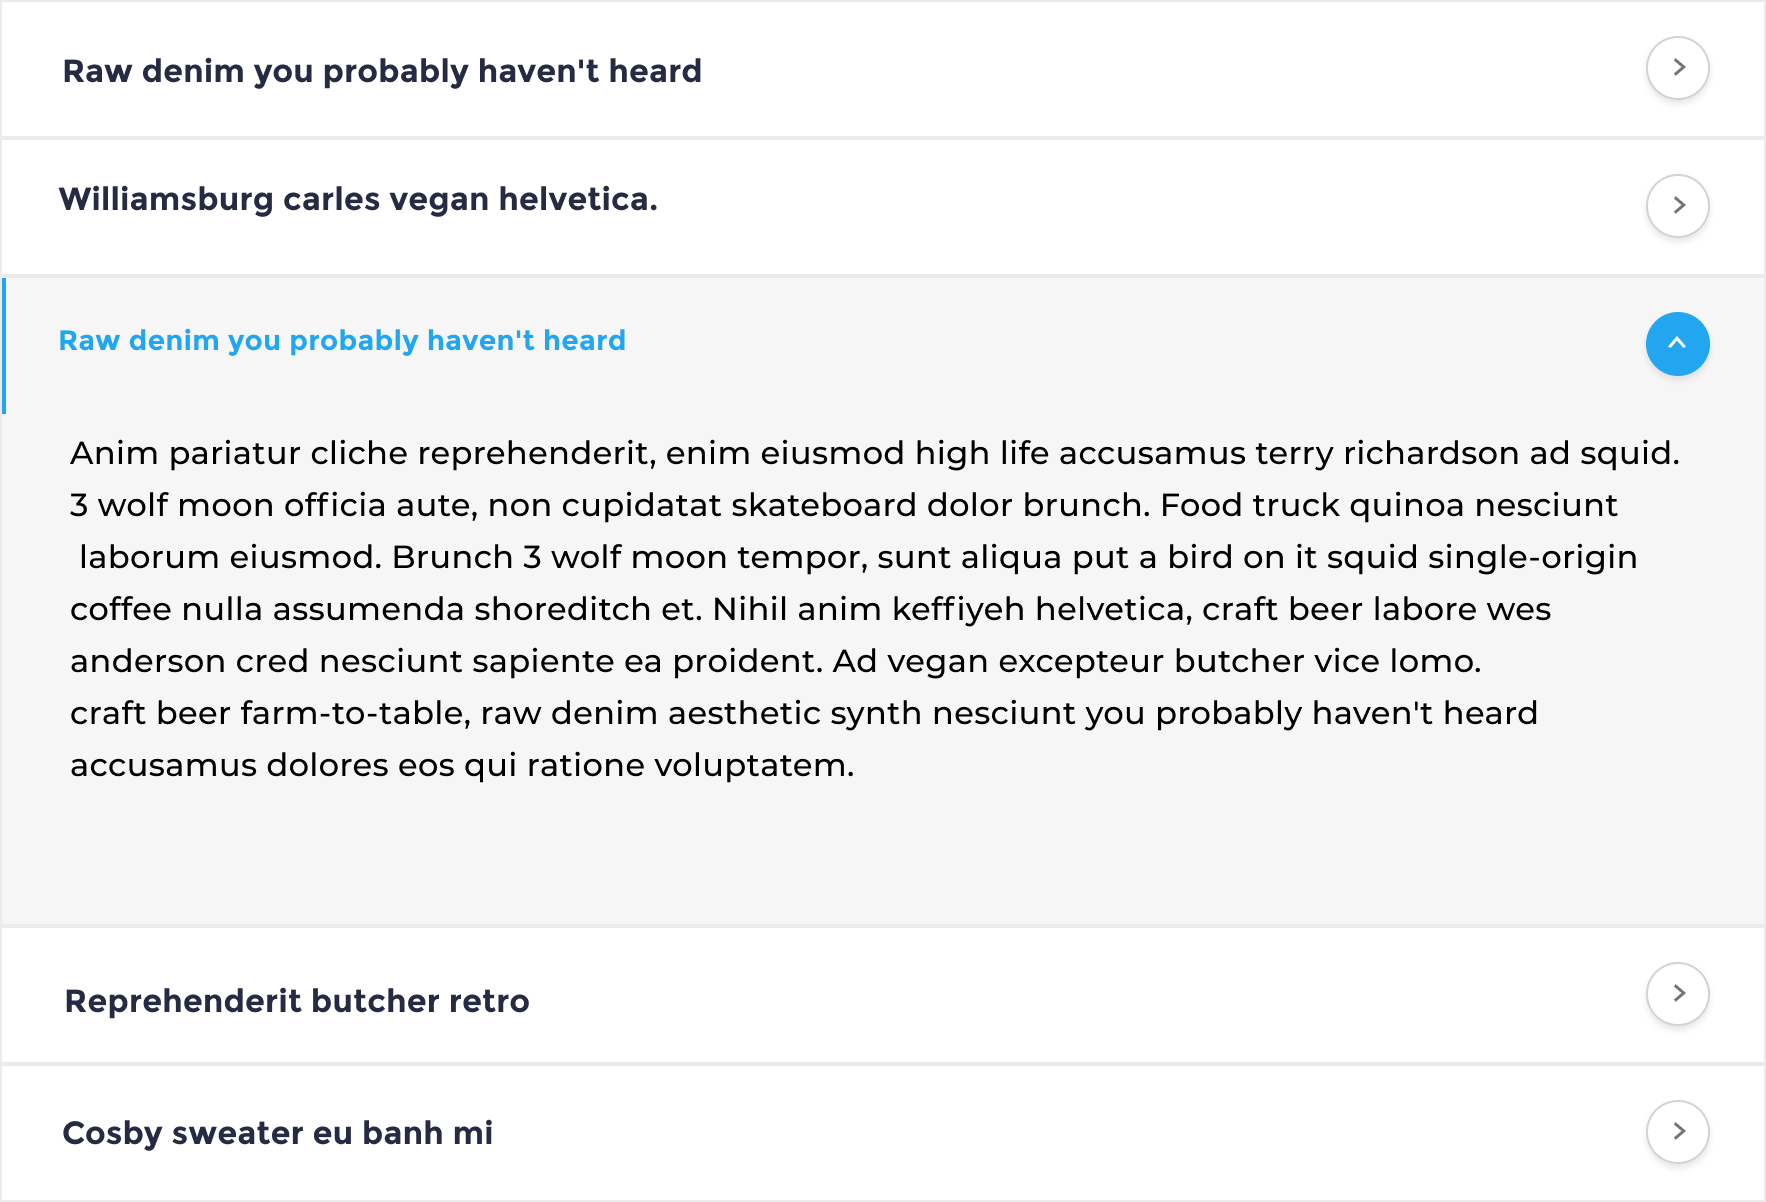 Raw denim you probably haven't heard
Williamsburg carles vegan helvetica.
Raw denim you probably haven't heard
Anim pariatur cliche reprehenderit, enim eiusmod high life accusamus terry richardson ad squid.
3 wolf moon officia aute, non cupidatat skateboard dolor brunch. Food truck quinoa nesciunt
laborum eiusmod. Brunch 3 wolf moon tempor, sunt aliqua put a bird on it squid single-origin
coffee nulla assumenda shoreditch et. Nihil anim keffiyeh helvetica, craft beer labore wes
anderson cred nesciunt sapiente ea proident. Ad vegan excepteur butcher vice lomo.
craft beer farm-to-table, raw denim aesthetic synth nesciunt you probably haven't heard
accusamus dolores eos qui ratione voluptatem.
Reprehenderit butcher retro
Cosby sweater eu banh mi